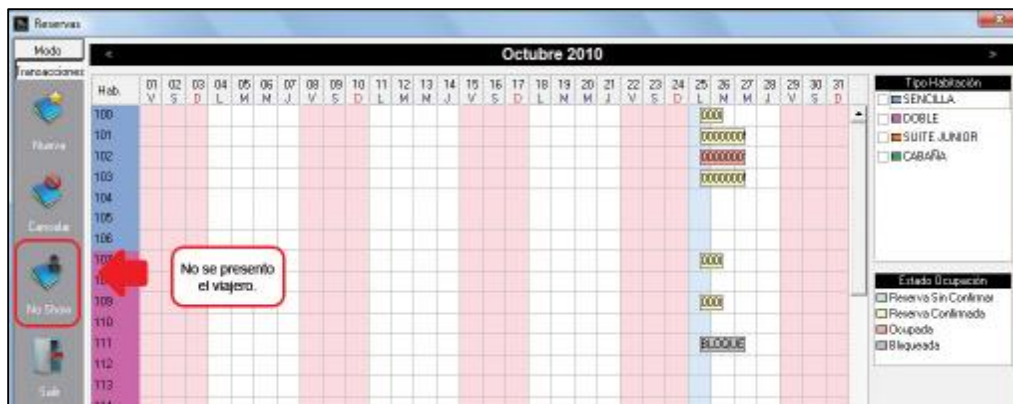 Reservas
Modo
Transacciones
< Octubre 2010 >
Hab. 01 02 03 04 05 06 07 08 09 10 11 12 13 14 15 16 17 18 19 20 21 22 23 24 25 26 27 28 29 30 31
V S D L M M J V S D L M M J V S D L M M J V S D L M M J V S D
100
101
102
103
104
105
106
107
109
110
111 BLOQUE
112
113
Nueva
Cancelar
No Show
Salir
No se presento
el viajero.
Tipo Habitación
SENCILLA
DOBLE
SUITE JUNIOR
CABAÑA
Estado Ocupación
Reserva Sin Confirmar
Reserva Confirmada
Ocupada
Bloqueada